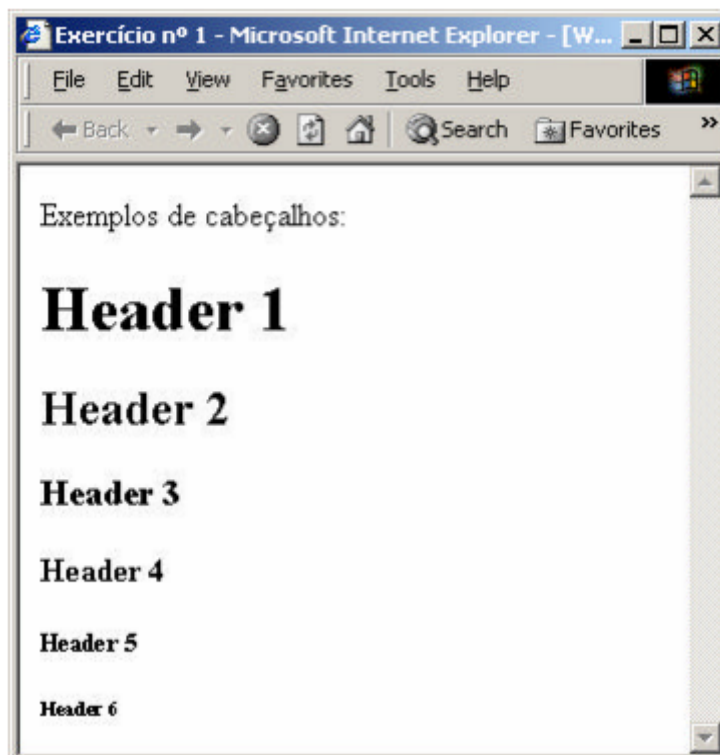 Exercício nº 1 - Microsoft Internet Explorer - [W...
File Edit View Favorites Tools Help
Back Search Favorites »
Exemplos de cabeçalhos:
Header 1
Header 2
Header 3
Header 4
Header 5
Header 6